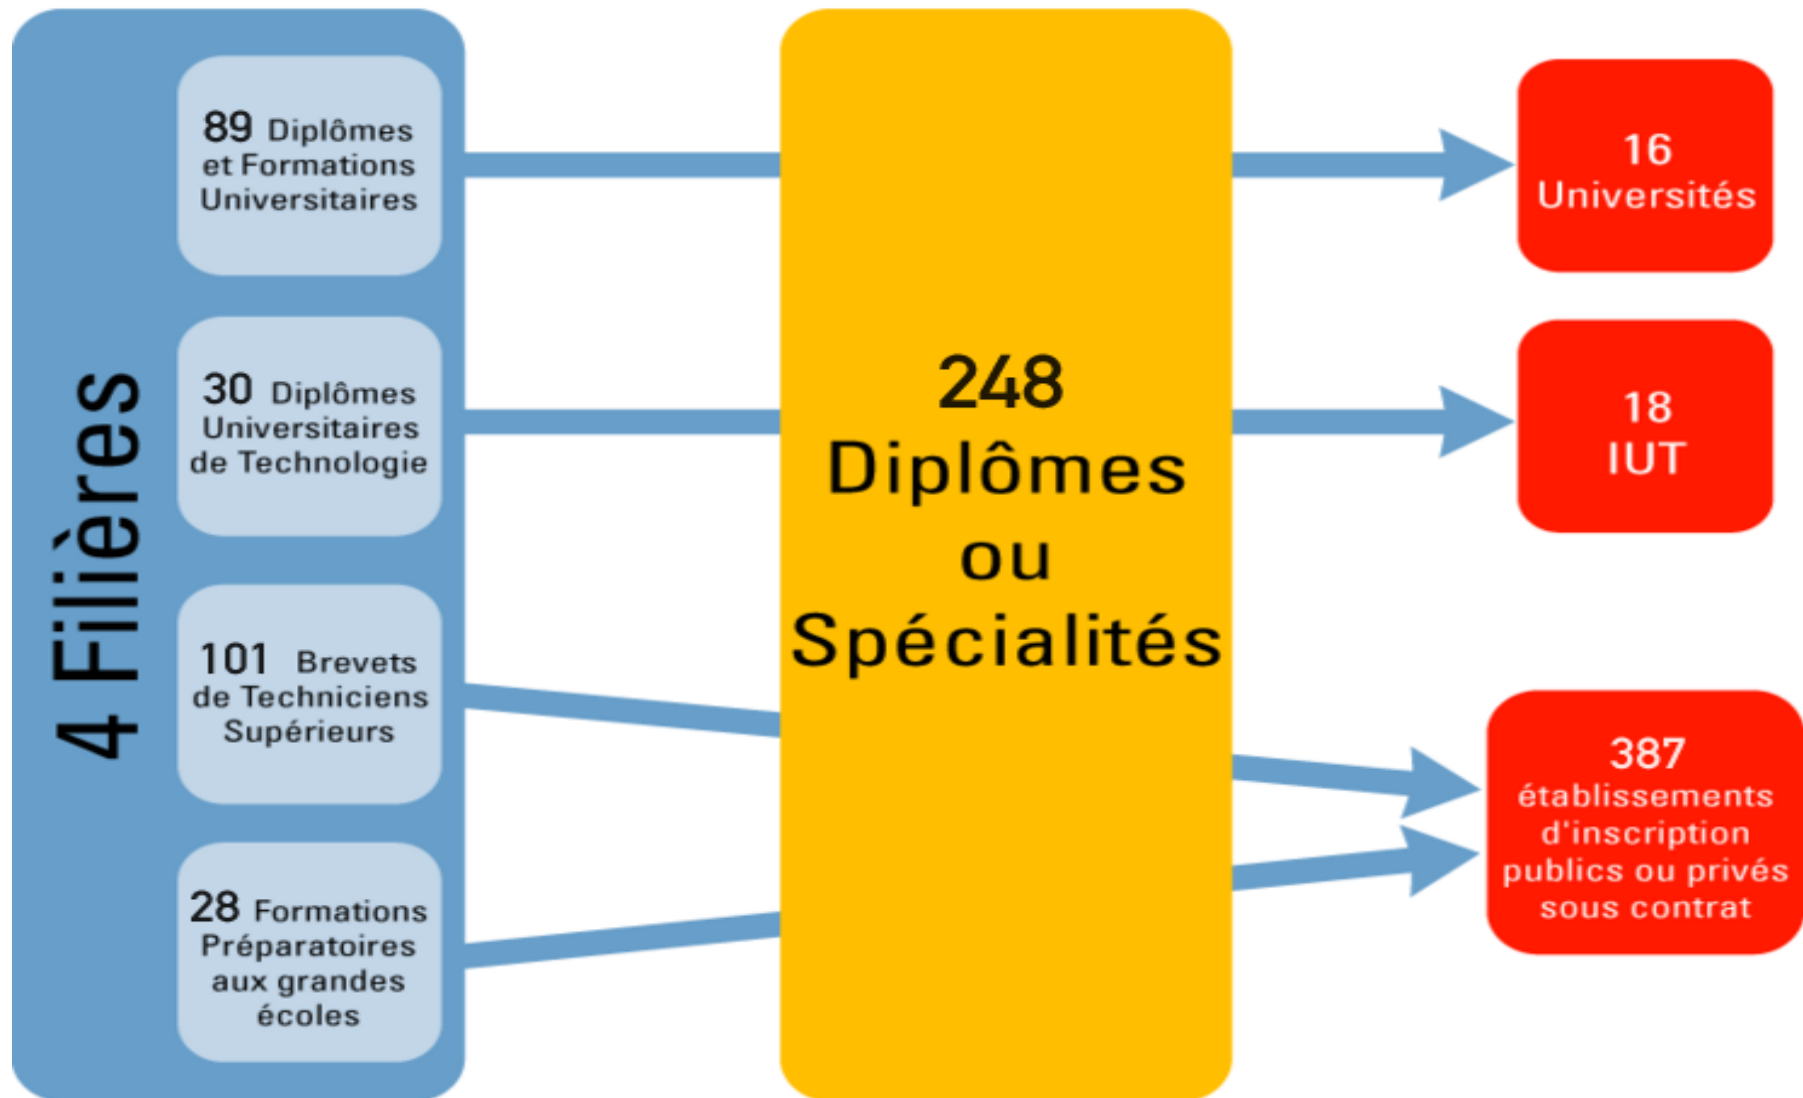 4 Filières
89 Diplômes
et Formations
Universitaires
30 Diplômes
Universitaires
de Technologie
101 Brevets
de Techniciens
Supérieurs
28 Formations
Préparatoires
aux grandes
écoles
248
Diplômes
ou
Spécialités
16
Universités
18
IUT
387
établissements
d'inscription
publics ou privés
sous contrat